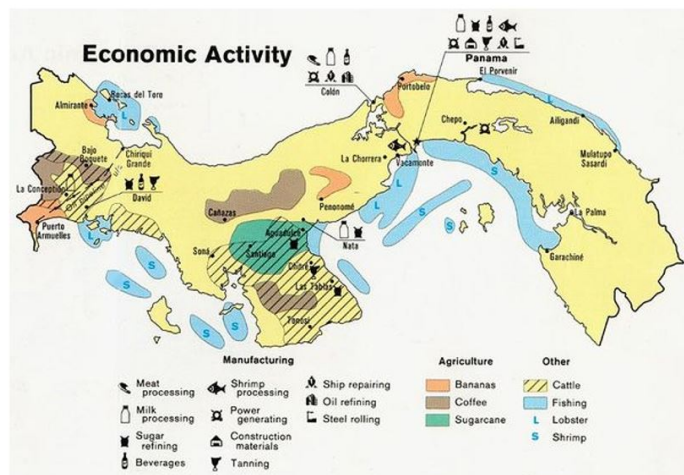 Economic Activity
Panama
Colón
Portobelo
El Porvenir
Ailigandi
Mulatupo
Sasardi
Chepo
La Chorrera
Vacamonte
La Palma
Garachiné
Bocas del Toro
Almirante
L
Bajo
Boquete
Chiriqui
Grande
La Concepción
David
Puerto
Armuelles
Cañazas
Penonomé
Nata
Aguadulce
Soná
Santiago
Chitré
Las Tablas
Tonosí
L
L
L
S
S
S
S
S
S
S
Manufacturing
Meat
processing
Milk
processing
Sugar
refining
Beverages
Shrimp
processing
Power
generating
Construction
materials
Tanning
Ship repairing
Oil refining
Steel rolling
Agriculture
Bananas
Coffee
Sugarcane
Other
Cattle
Fishing
L Lobster
S Shrimp